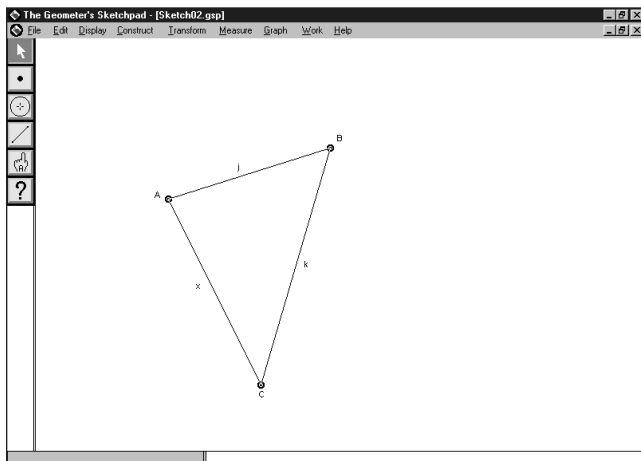 The Geometer's Sketchpad - [Sketch02.gsp]
File Edit Display Construct Transform Measure Graph Work Help
A
?
B
j
A
k
x
C